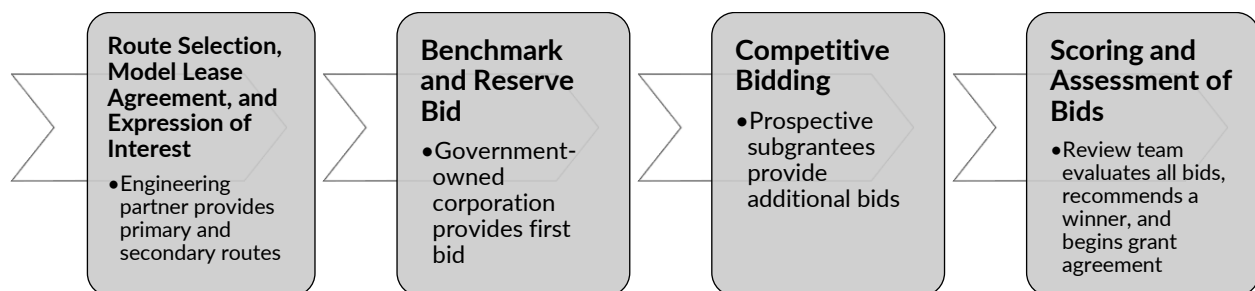 Route Selection,
Model Lease
Agreement, and
Expression of
Interest
•Engineering
partner provides
primary and
secondary routes
Benchmark
and Reserve
Bid
•Government-
owned
corporation
provides first
bid
Competitive
Bidding
•Prospective
subgrantees
provide
additional bids
Scoring and
Assessment of
Bids
•Review team
evaluates all bids,
recommends a
winner, and
begins grant
agreement